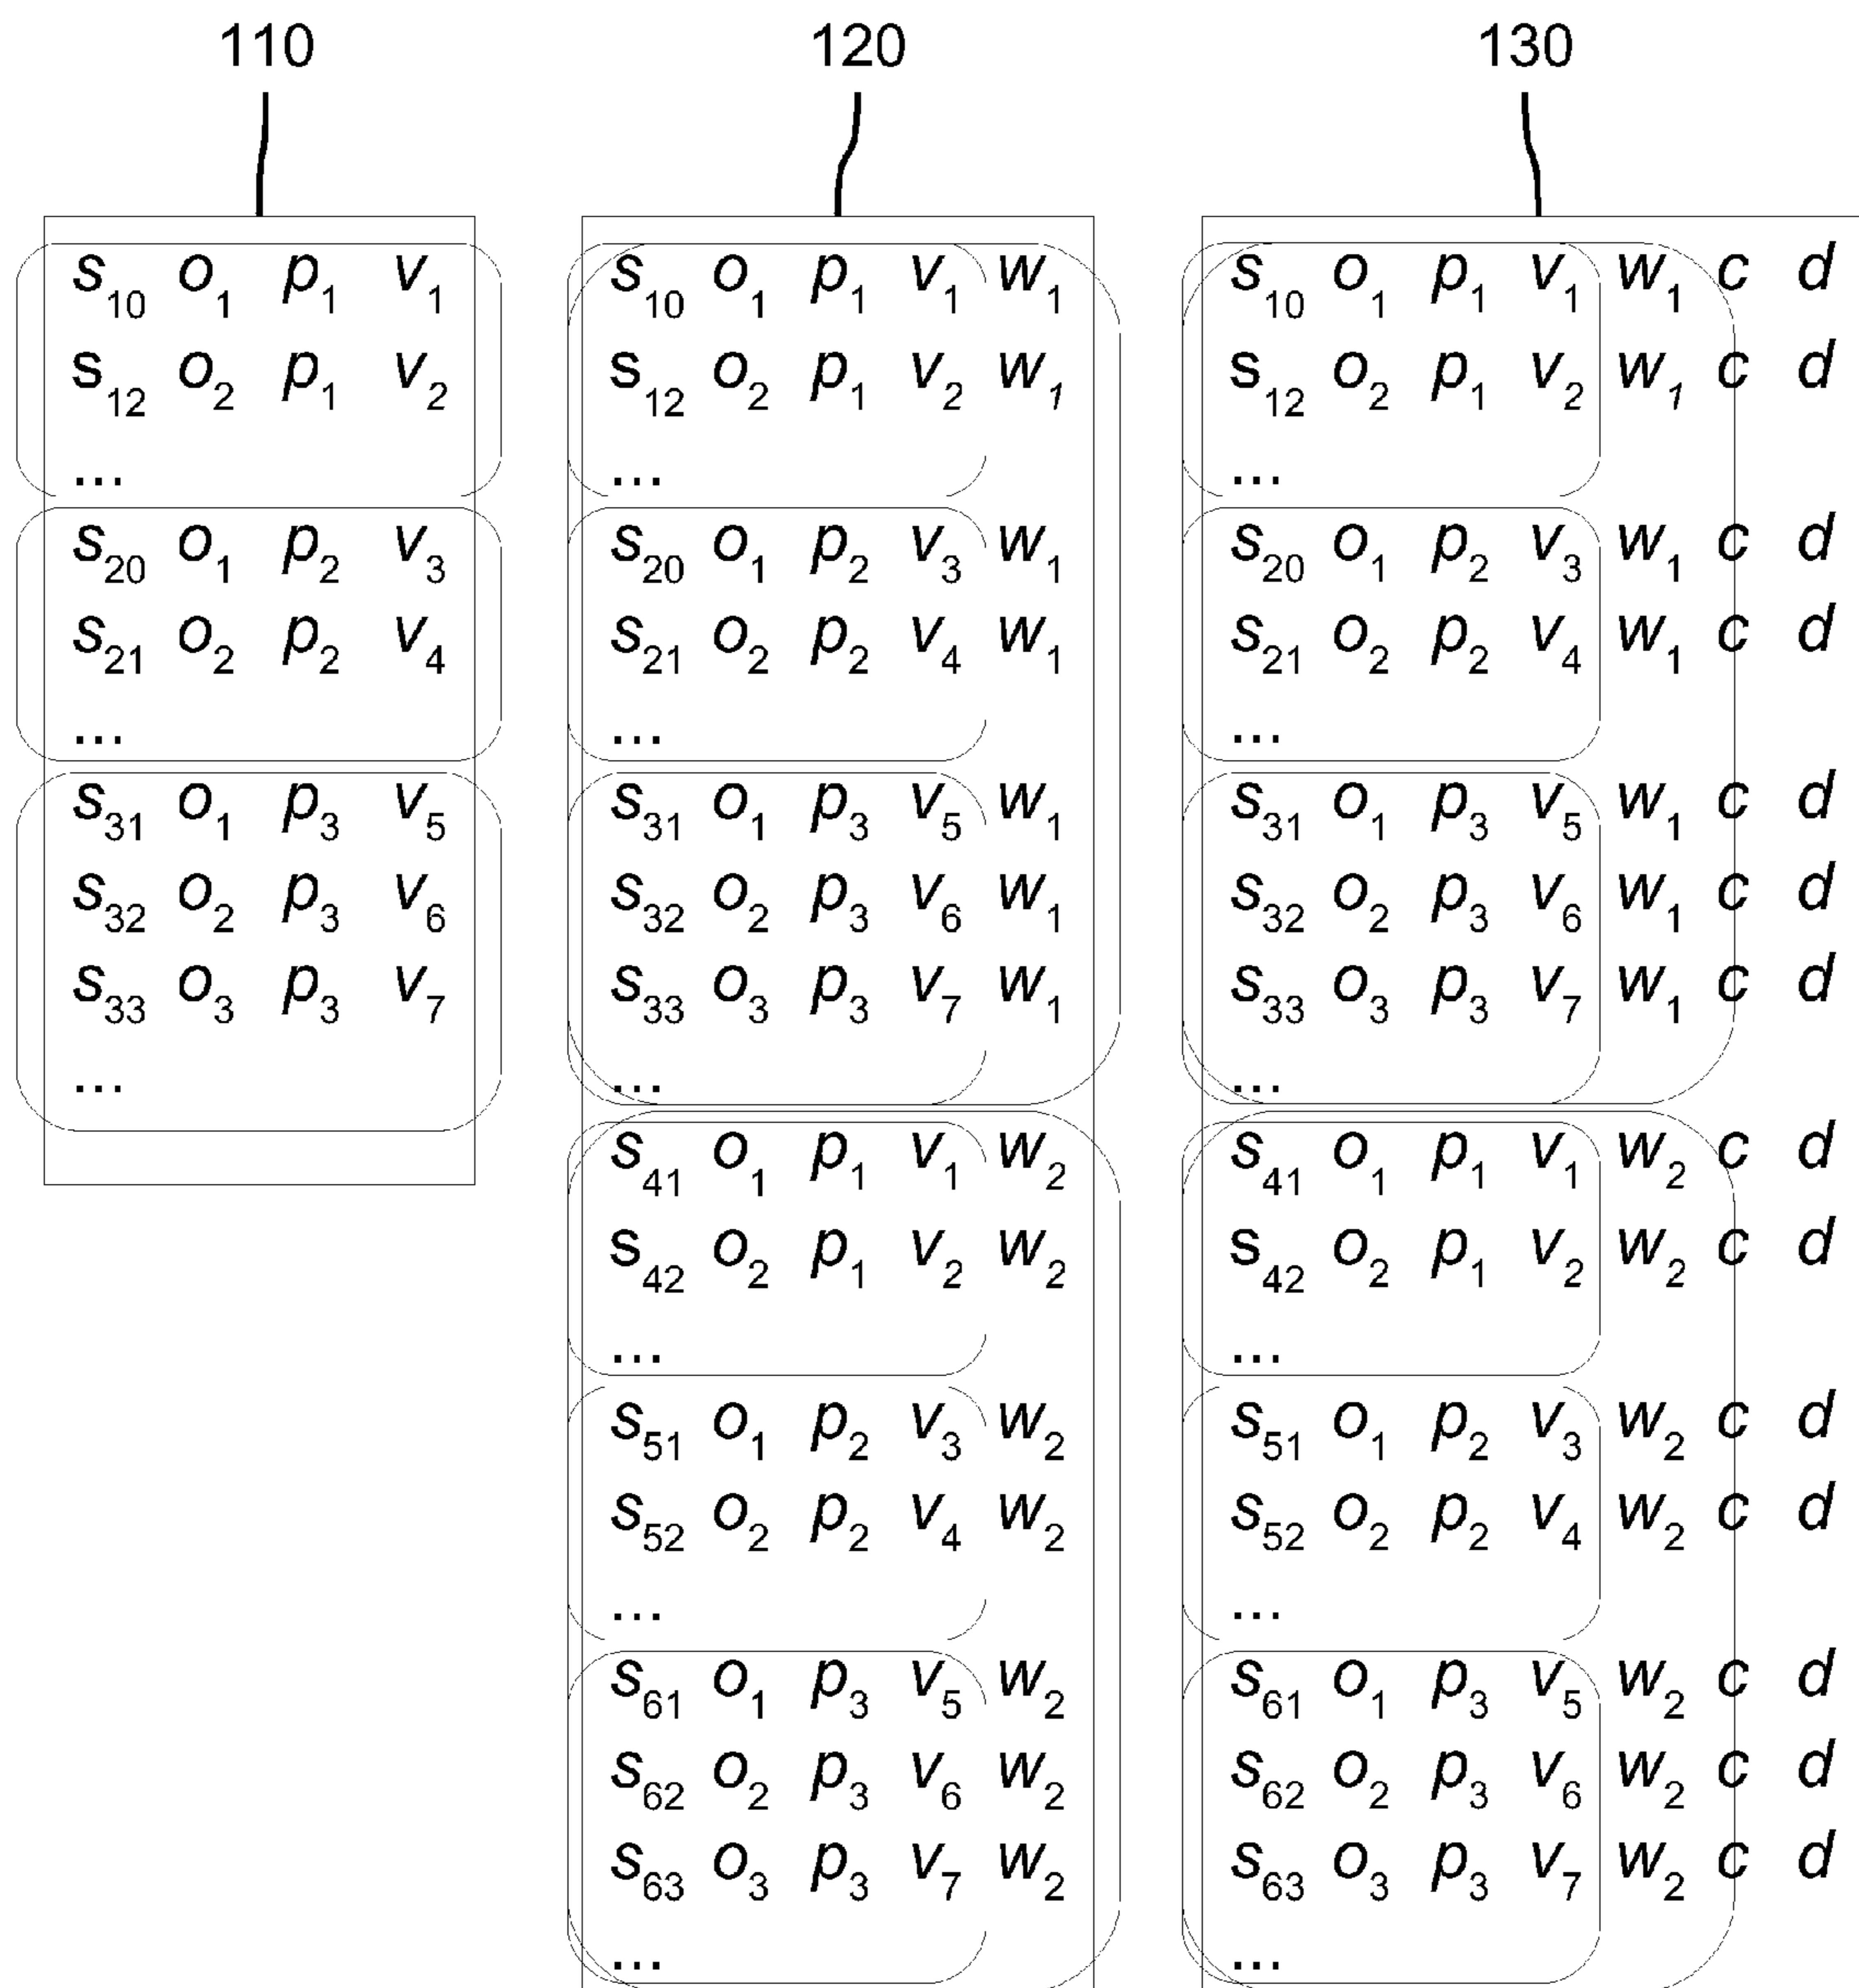 110 120 130
s10 o1 p1 v1 s10 o1 p1 v1 w1 s10 o1 p1 v1 w1 c d
s12 o2 p1 v2 s12 o2 p1 v2 w1 s12 o2 p1 v2 w1 c d
... ... ...
s20 o1 p2 v3 s20 o1 p2 v3 w1 s20 o1 p2 v3 w1 c d
s21 o2 p2 v4 s21 o2 p2 v4 w1 s21 o2 p2 v4 w1 c d
... ... ...
s31 o1 p3 v5 s31 o1 p3 v5 w1 s31 o1 p3 v5 w1 c d
s32 o2 p3 v6 s32 o2 p3 v6 w1 s32 o2 p3 v6 w1 c d
s33 o3 p3 v7 s33 o3 p3 v7 w1 s33 o3 p3 v7 w1 c d
... ... ...
s41 o1 p1 v1 w2 s41 o1 p1 v1 w2 c d
s42 o2 p1 v2 w2 s42 o2 p1 v2 w2 c d
... ...
s51 o1 p2 v3 w2 s51 o1 p2 v3 w2 c d
s52 o2 p2 v4 w2 s52 o2 p2 v4 w2 c d
... ...
s61 o1 p3 v5 w2 s61 o1 p3 v5 w2 c d
s62 o2 p3 v6 w2 s62 o2 p3 v6 w2 c d
s63 o3 p3 v7 w2 s63 o3 p3 v7 w2 c d
... ...